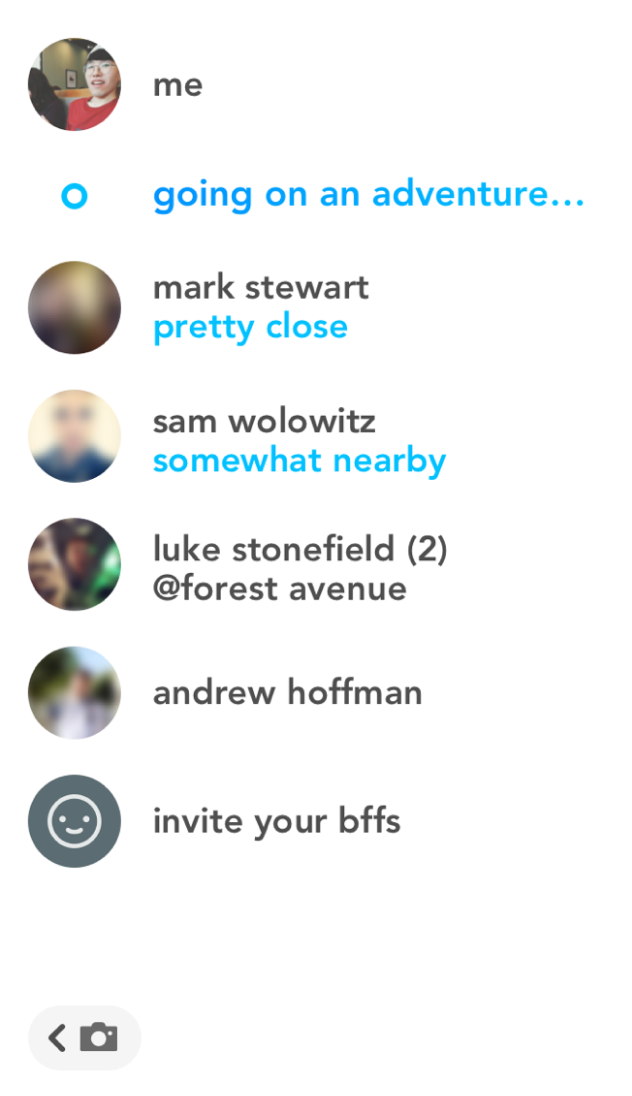 me
going on an adventure...
mark stewart
pretty close
sam wolowitz
somewhat nearby
luke stonefield (2)
@forest avenue
andrew hoffman
invite your bffs